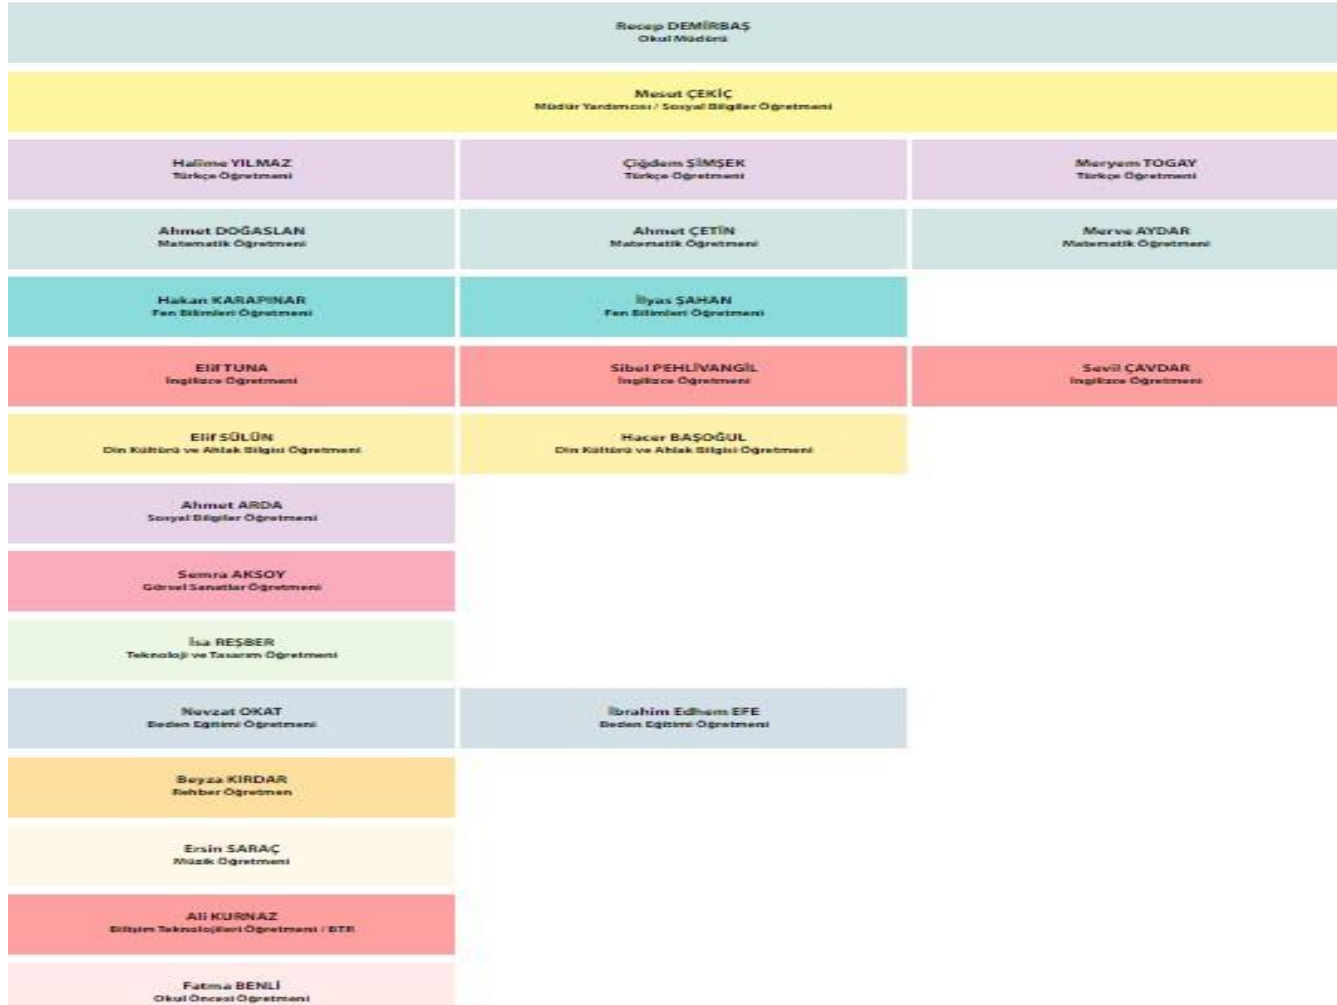 Recep DEMİRBAŞ
Okul Müdürü
Mesut ÇEKİÇ
Müdür Yardımcısı / Sosyal Bilgiler Öğretmeni
Halime YILMAZ
Türkçe Öğretmeni
Çiğdem ŞİMŞEK
Türkçe Öğretmeni
Meryem TOGAY
Türkçe Öğretmeni
Ahmet DOĞASLAN
Matematik Öğretmeni
Ahmet ÇETİN
Matematik Öğretmeni
Merve AYDAR
Matematik Öğretmeni
Hakan KARAPINAR
Fen Bilimleri Öğretmeni
İlyas ŞAHAN
Fen Bilimleri Öğretmeni
Elif TUNA
İngilizce Öğretmeni
Sibel PEHLİVANGİL
İngilizce Öğretmeni
Sevil ÇAVDAR
İngilizce Öğretmeni
Elif SÜLÜN
Din Kültürü ve Ahlak Bilgisi Öğretmeni
Hacer BAŞOĞUL
Din Kültürü ve Ahlak Bilgisi Öğretmeni
Ahmet ARDA
Sosyal Bilgiler Öğretmeni
Semra AKSOY
Görsel Sanatlar Öğretmeni
İsa REŞBER
Teknoloji ve Tasarım Öğretmeni
Nevzat OKAT
Beden Eğitimi Öğretmeni
İbrahim Edhem EFE
Beden Eğitimi Öğretmeni
Beyza KIRDAR
Rehber Öğretmen
Ersin SARAÇ
Müzik Öğretmeni
Ali KURNAZ
Bilişim Teknolojileri Öğretmeni / BTR
Fatma BENLİ
Okul Öncesi Öğretmeni